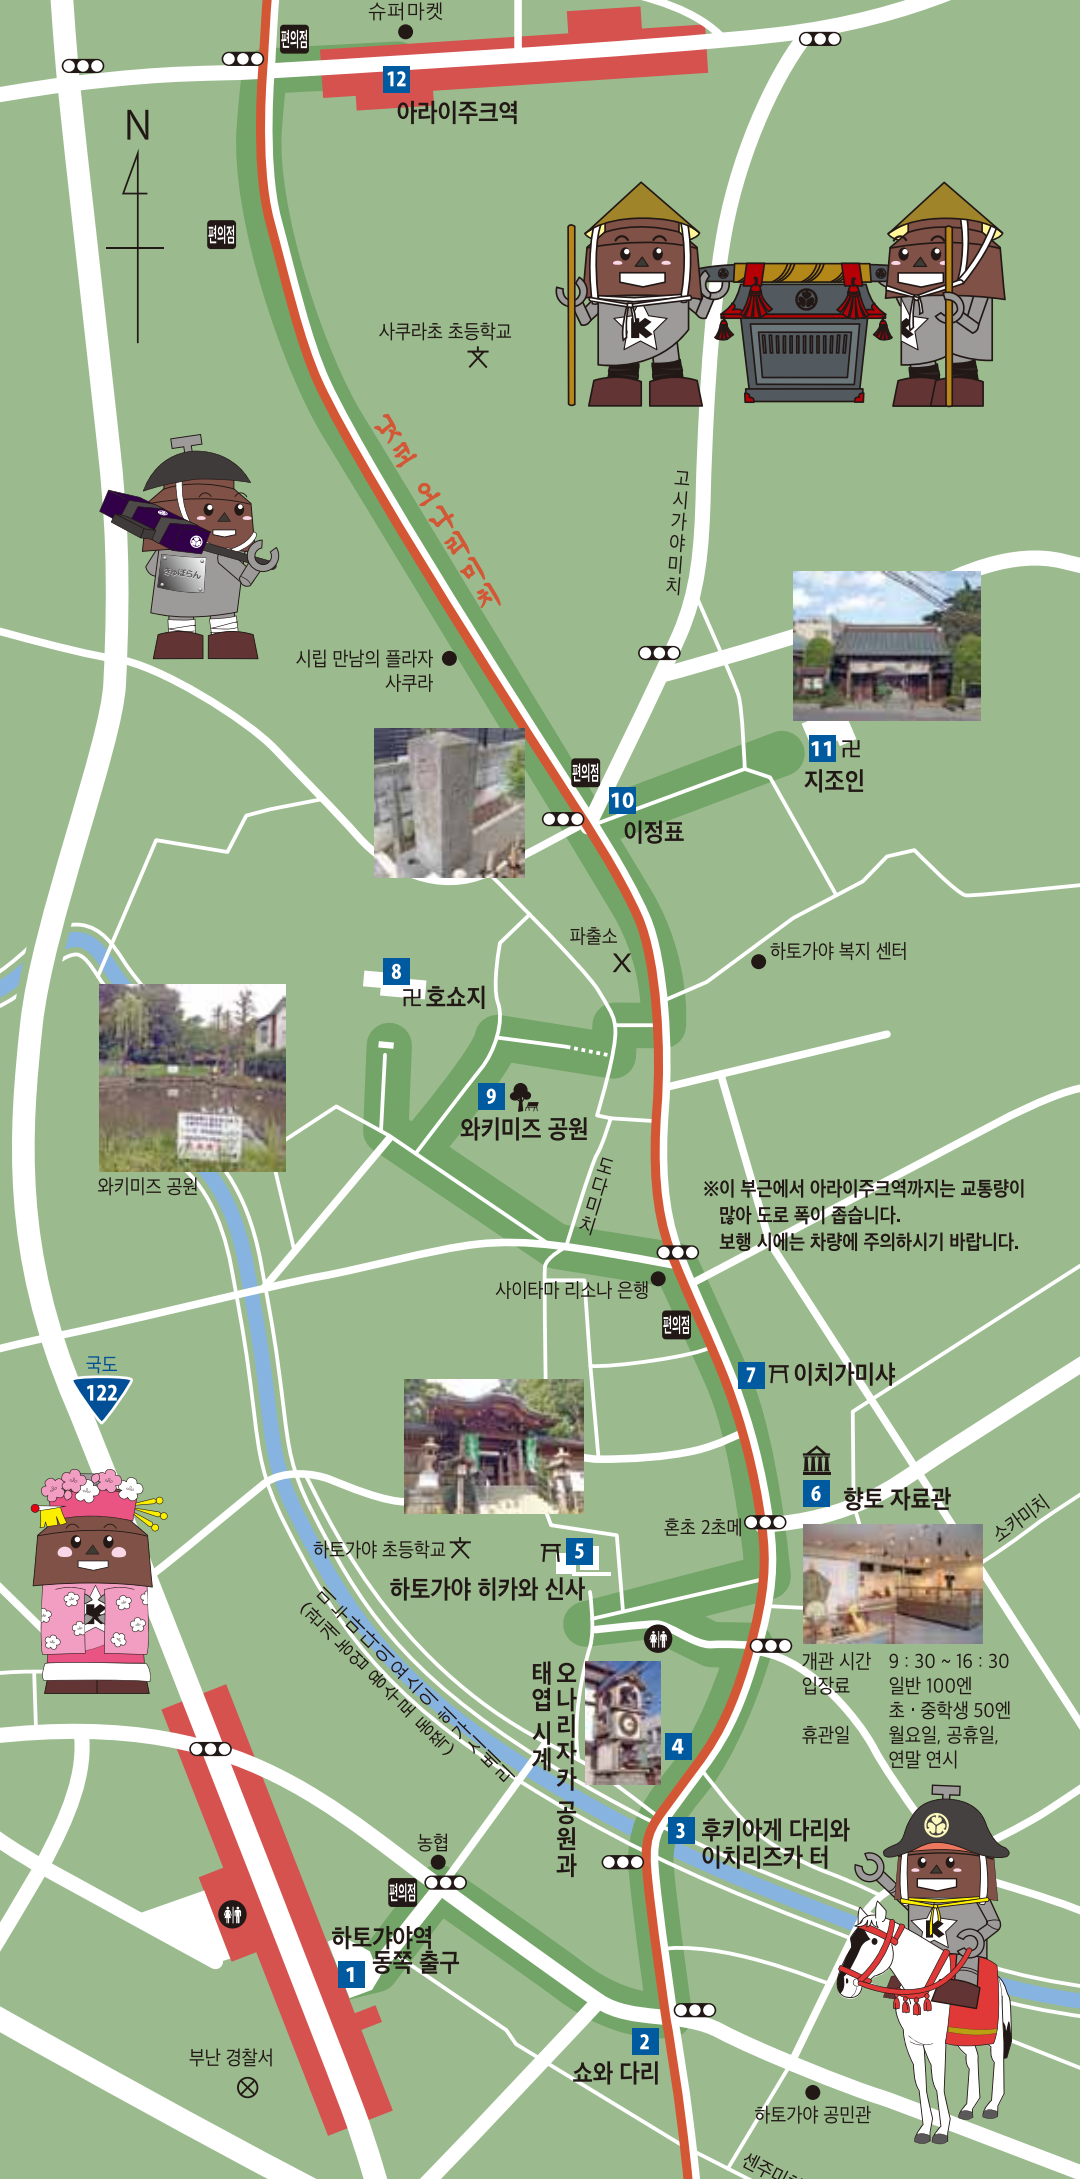 슈퍼마켓
편의점
12
아라이주크역
N
편의점
사쿠라초 초등학교
닛코 오나리미치
고시가야미치
시립 만남의 플라자
사쿠라
편의점
11
지조인
10
이정표
파출소
하토가야 복지 센터
8
卍호쇼지
9
와키미즈 공원
와키미즈 공원
도다미치
※이 부근에서 아라이주크역까지는 교통량이
많아 도로 폭이 좁습니다.
보행 시에는 차량에 주의하시기 바랍니다.
사이타마 리소나 은행
편의점
국도
122
7
이치가미샤
6
향토 자료관
혼초 2초메
소카미치
하토가야 초등학교
5
하토가야 히카와 신사
개관 시간 9 : 30 ~ 16 : 30
입장료 일반 100엔
초·중학생 50엔
휴관일 월요일, 공휴일,
연말 연시
오나리자카 공원과
태엽 시계
4
3
후키아게 다리와
이치리즈카 터
농협
편의점
하토가야역
동쪽 출구
1
2
쇼와 다리
부난 경찰서
하토가야 공민관